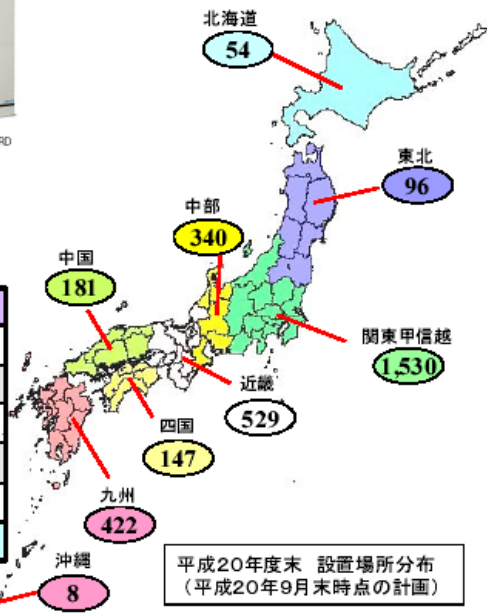 北海道
54
RD
東北
96
中部
340
中国
181
関東甲信越
1,530
近畿
529
四国
147
九州
422
沖縄
8
平成20年度末 設置場所分布
(平成20年9月末時点の計画)